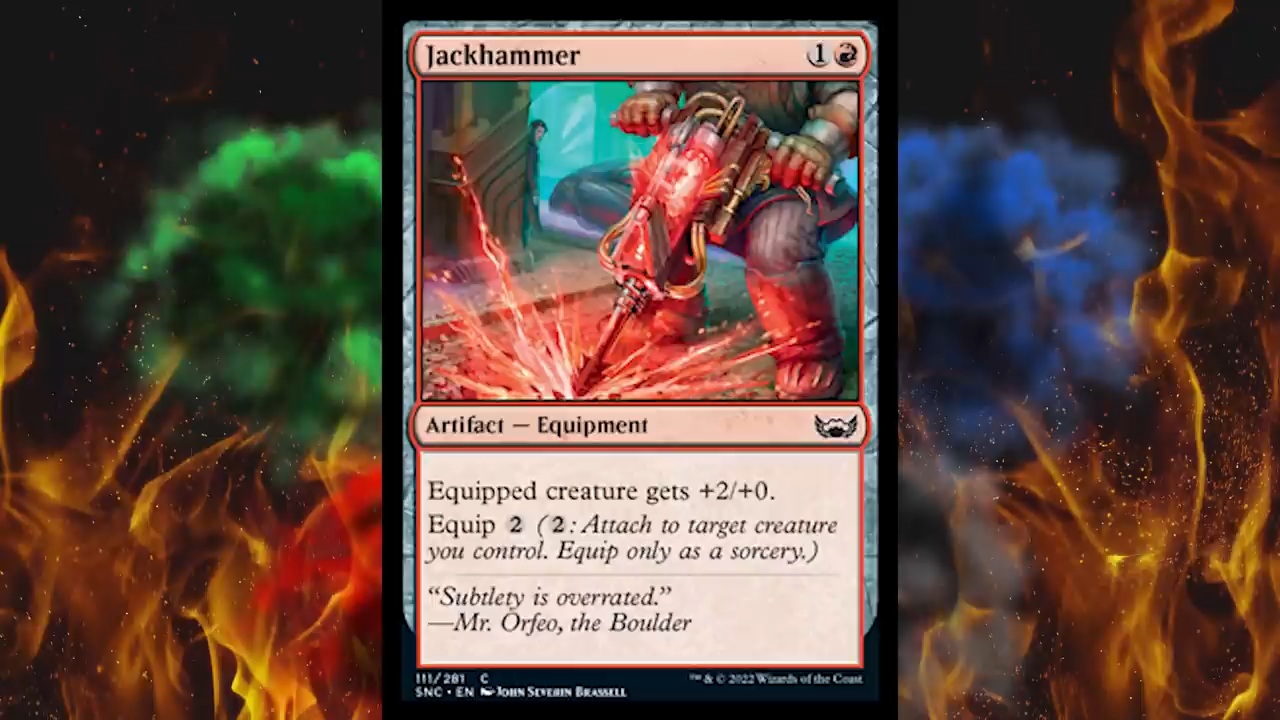 Jackhammer 1
Artifact — Equipment
Equipped creature gets +2/+0.
Equip 2 (2: Attach to target creature
you control. Equip only as a sorcery.)
“Subtlety is overrated.”
—Mr. Orfeo, the Boulder
111/281 C
SNC • EN John Severin Brassell
™ & © 2022 Wizards of the Coast